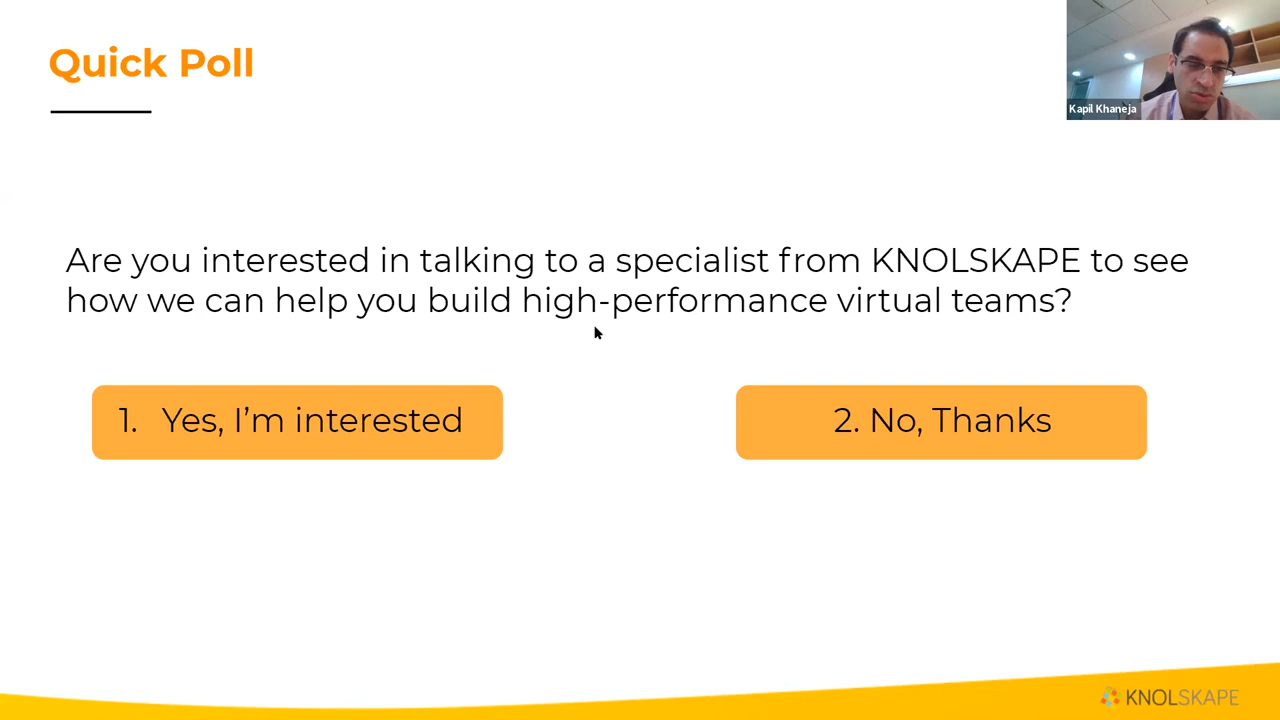 Quick Poll
Kapil Khaneja
Are you interested in talking to a specialist from KNOLSKAPE to see
how we can help you build high-performance virtual teams?
1. Yes, I’m interested
2. No, Thanks
KNOLSKAPE